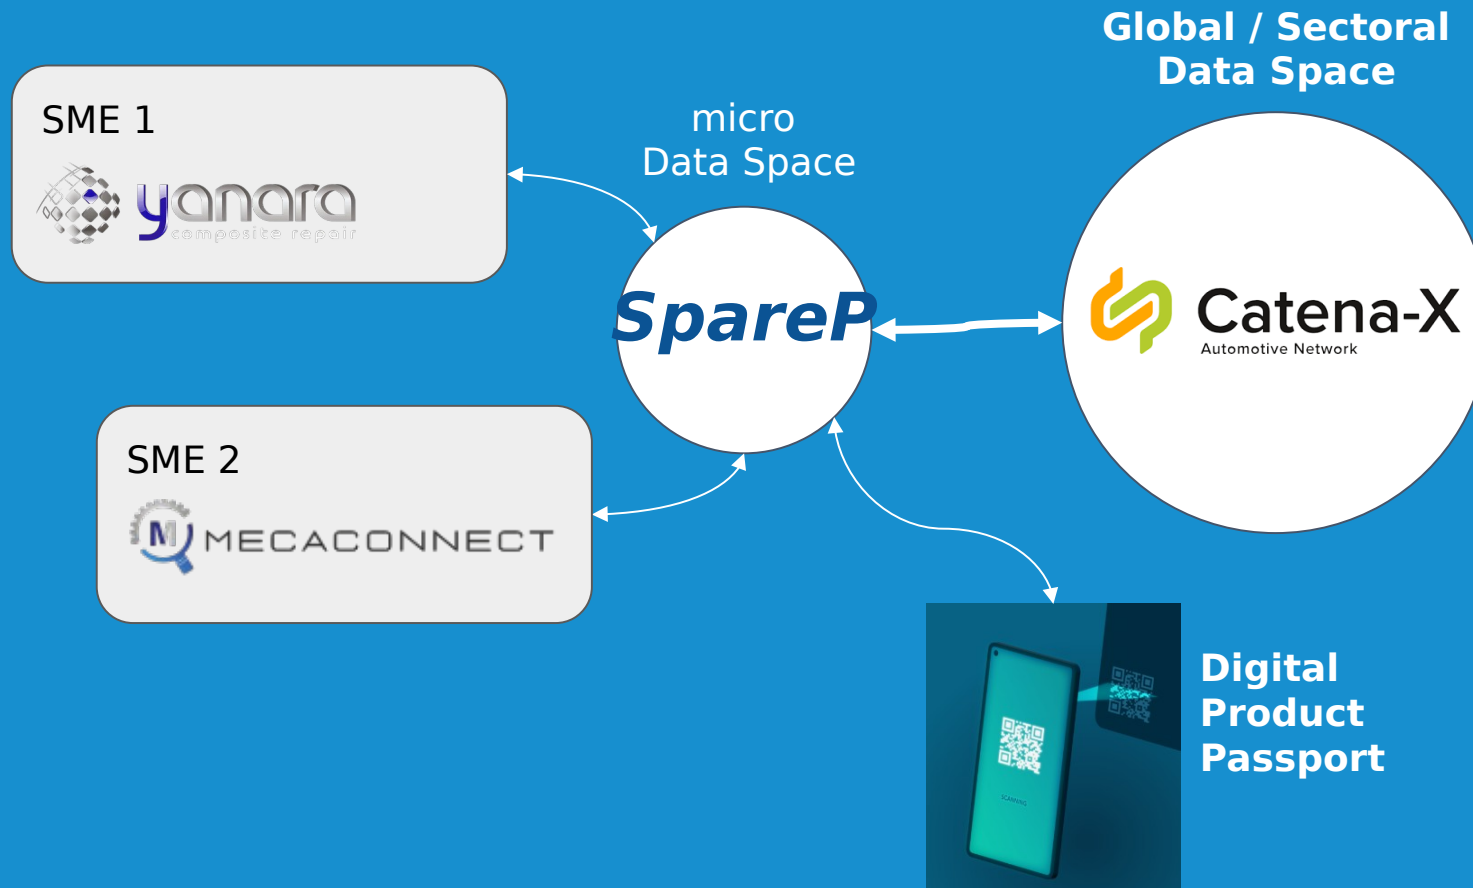 Global / Sectoral
Data Space
SME 1
yanara
composite repair
micro
Data Space
SpareP
Catena-X
Automotive Network
SME 2
M
MECACONNECT
Digital
Product
Passport
SCANNING